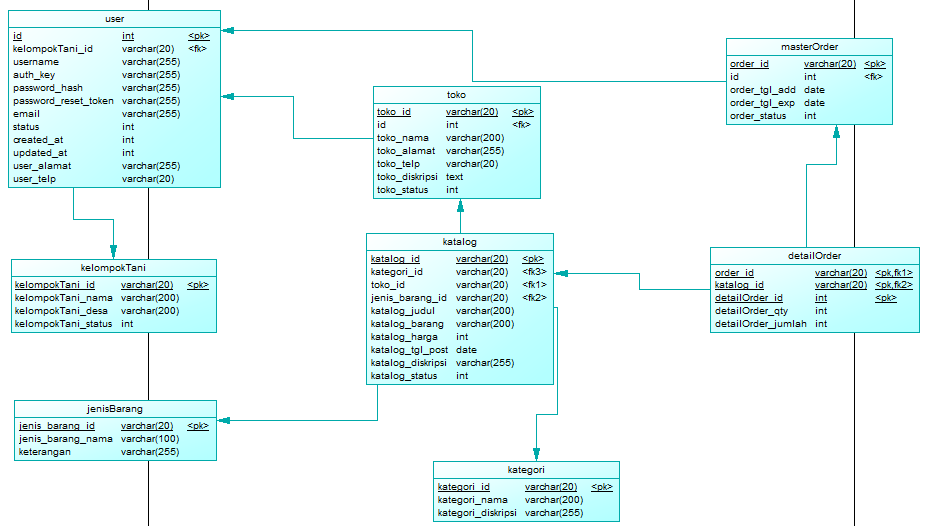 user
id int <pk>
kelompokTani_id varchar(20) <fk>
username varchar(255)
auth_key varchar(255)
password_hash varchar(255)
password_reset_token varchar(255)
email varchar(255)
status int
created_at int
updated_at int
user_alamat varchar(255)
user_telp varchar(20)
masterOrder
order_id varchar(20) <pk>
id int <fk>
order_tgl_add date
order_tgl_exp date
order_status int
toko
toko_id varchar(20) <pk>
id int <fk>
toko_nama varchar(200)
toko_alamat varchar(255)
toko_telp varchar(20)
toko_diskripsi text
toko_status int
kelompokTani
kelompokTani_id varchar(20) <pk>
kelompokTani_nama varchar(200)
kelompokTani_desa varchar(200)
kelompokTani_status int
katalog
katalog_id varchar(20) <pk>
kategori_id varchar(20) <fk3>
toko_id varchar(20) <fk1>
jenis_barang_id varchar(20) <fk2>
katalog_judul varchar(200)
katalog_barang varchar(200)
katalog_harga int
katalog_tgl_post date
katalog_diskripsi varchar(255)
katalog_status int
detailOrder
order_id varchar(20) <pk,fk1>
katalog_id varchar(20) <pk,fk2>
detailOrder_id int <pk>
detailOrder_qty int
detailOrder_jumlah int
jenisBarang
jenis_barang_id varchar(20) <pk>
jenis_barang_nama varchar(100)
keterangan varchar(255)
kategori
kategori_id varchar(20) <pk>
kategori_nama varchar(200)
kategori_diskripsi varchar(255)